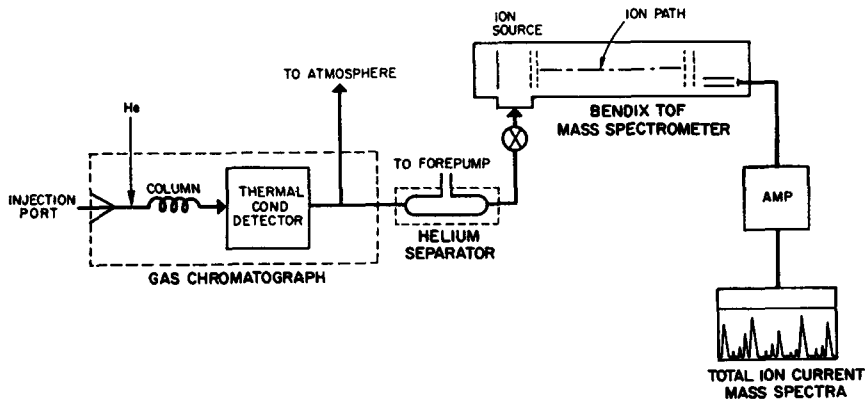 ION
SOURCE
ION PATH
TO ATMOSPHERE
BENDIX TOF
MASS SPECTROMETER
He
TO FOREPUMP
INJECTION
PORT
COLUMN
THERMAL
COND
DETECTOR
AMP
HELIUM
SEPARATOR
GAS CHROMATOGRAPH
TOTAL ION CURRENT
MASS SPECTRA